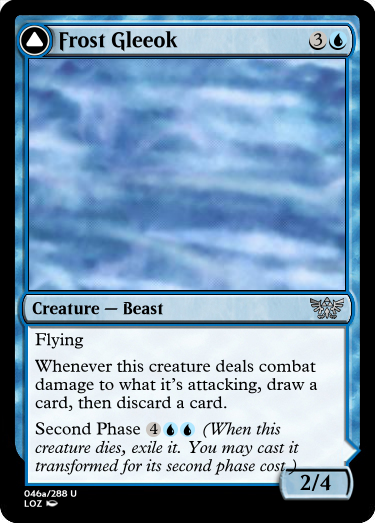 Frost Gleeok 3
Creature — Beast
Flying
Whenever this creature deals combat
damage to what it's attacking, draw a
card, then discard a card.
Second Phase 4 (When this
creature dies, exile it. You may cast it
transformed for its second phase cost.)
2/4
046a/288 U
LOZ